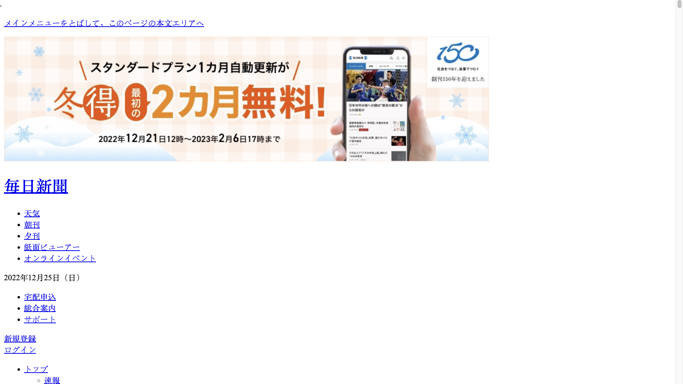 メインメニューをとばして、このページの本文エリアへ
スタンダードプラン1カ月自動更新が
冬得 最初の 2カ月無料!
2022年12月21日12時〜2023年2月6日17時まで
150
創刊150年を迎えました
毎日新聞
天気
朝刊
夕刊
紙面ビューアー
オンラインイベント
2022年12月25日（日）
宅配申込
総合案内
サポート
新規登録
ログイン
トップ
速報